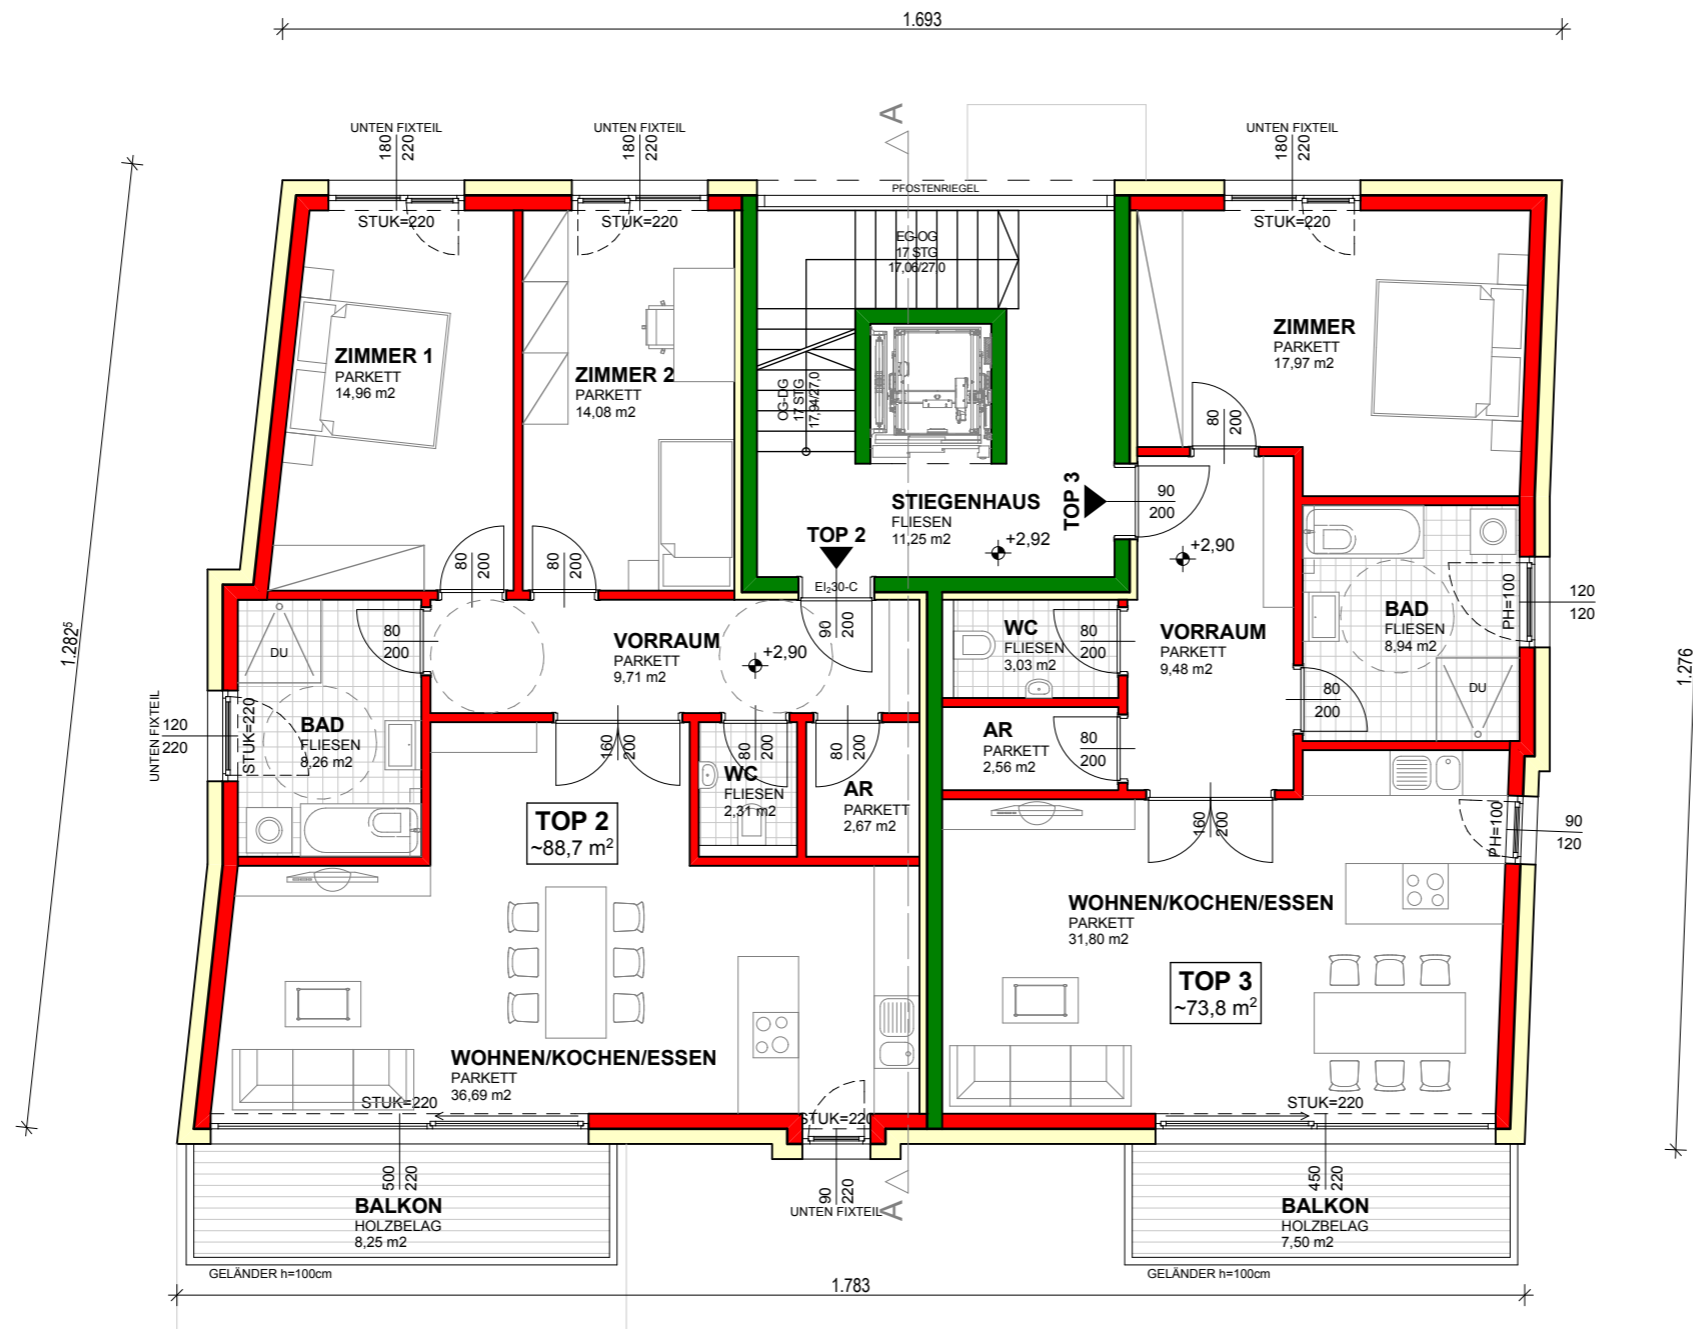 1.693
A
UNTEN FIXTEIL
180
220
UNTEN FIXTEIL
180
220
UNTEN FIXTEIL
180
220
PFOSTENRIEGEL
STUK=220
STUK=220
STUK=220
EG-OG
17 STG
17,06/27,0
ZIMMER 1
PARKETT
14,96 m2
ZIMMER 2
PARKETT
14,08 m2
OG-DG
17 STG
17,94/27,0
ZIMMER
PARKETT
17,97 m2
80
200
STIEGENHAUS
FLIESEN
11,25 m2
+2,92
TOP 2
TOP 3
90
200
+2,90
80
200
80
200
EI₂30-C
90
200
1.282⁵
DU
80
200
VORRAUM
PARKETT
9,71 m2
+2,90
WC
FLIESEN
3,03 m2
80
200
VORRAUM
PARKETT
9,48 m2
BAD
FLIESEN
8,94 m2
PH=100
120
120
1.276
DU
80
200
UNTEN FIXTEIL
120
220
STUK=220
BAD
FLIESEN
8,26 m2
160
200
80
200
80
200
WC
FLIESEN
2,31 m2
AR
PARKETT
2,67 m2
AR
PARKETT
2,56 m2
80
200
TOP 2
~88,7 m²
160
200
PH=100
90
120
WOHNEN/KOCHEN/ESSEN
PARKETT
31,80 m2
TOP 3
~73,8 m²
WOHNEN/KOCHEN/ESSEN
PARKETT
36,69 m2
STUK=220
STUK=220
STUK=220
500
220
90
220
450
220
UNTEN FIXTEIL
A
BALKON
HOLZBELAG
8,25 m2
BALKON
HOLZBELAG
7,50 m2
GELÄNDER h=100cm
GELÄNDER h=100cm
1.783